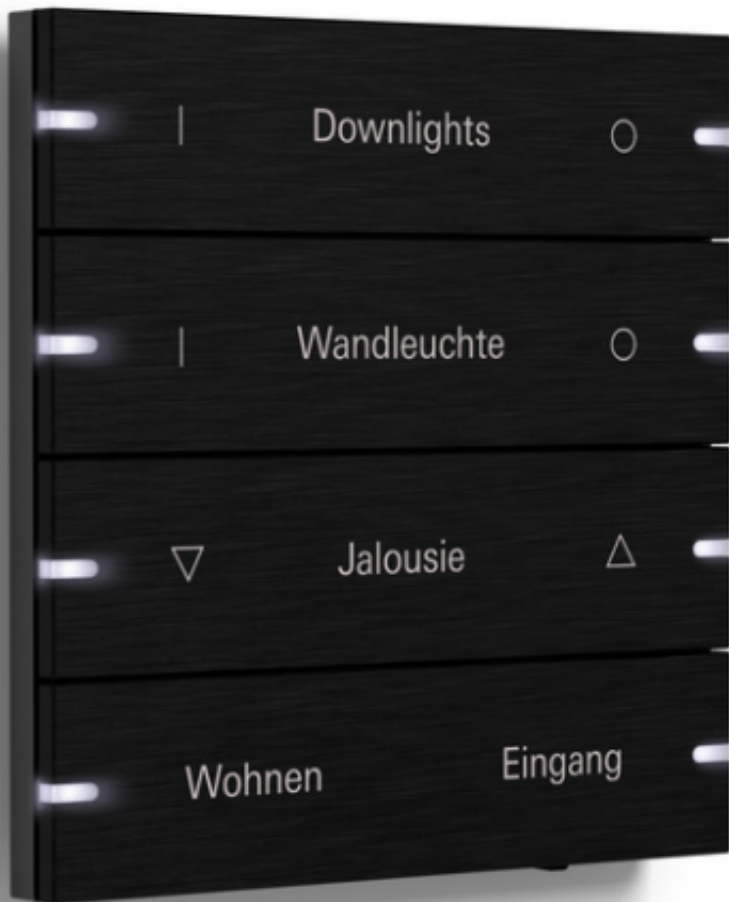 | Downlights O
| Wandleuchte O
▽ Jalousie △
Wohnen Eingang